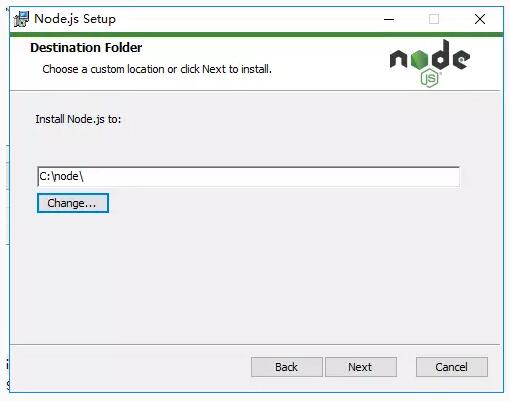 Node.js Setup
Destination Folder
Choose a custom location or click Next to install.
node
JS
Install Node.js to:
C:\node\
Change...
Back Next Cancel